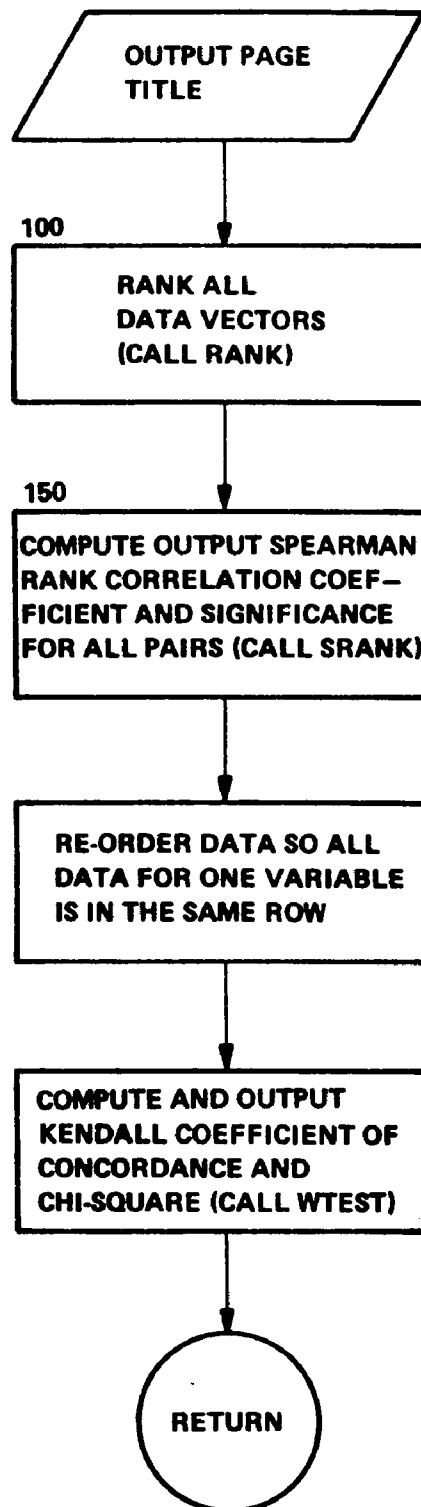 OUTPUT PAGE
TITLE
100
RANK ALL
DATA VECTORS
(CALL RANK)
150
COMPUTE OUTPUT SPEARMAN
RANK CORRELATION COEF–
FICIENT AND SIGNIFICANCE
FOR ALL PAIRS (CALL SRANK)
RE-ORDER DATA SO ALL
DATA FOR ONE VARIABLE
IS IN THE SAME ROW
COMPUTE AND OUTPUT
KENDALL COEFFICIENT OF
CONCORDANCE AND
CHI-SQUARE (CALL WTEST)
RETURN